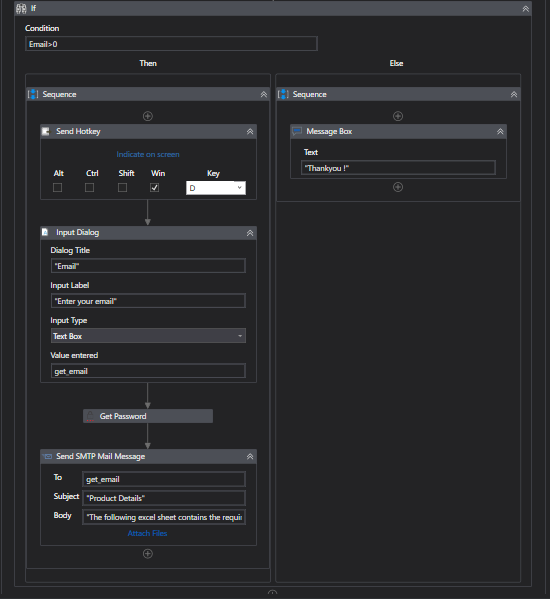 If
Condition
Email>0
Then
Else
Sequence
Sequence
Send Hotkey
Message Box
Indicate on screen
Text
"Thankyou !"
Alt Ctrl Shift Win Key
D
Input Dialog
Dialog Title
"Email"
Input Label
"Enter your email"
Input Type
Text Box
Value entered
get_email
Get Password
Send SMTP Mail Message
To get_email
Subject "Product Details"
Body "The following excel sheet contains the requi
Attach Files